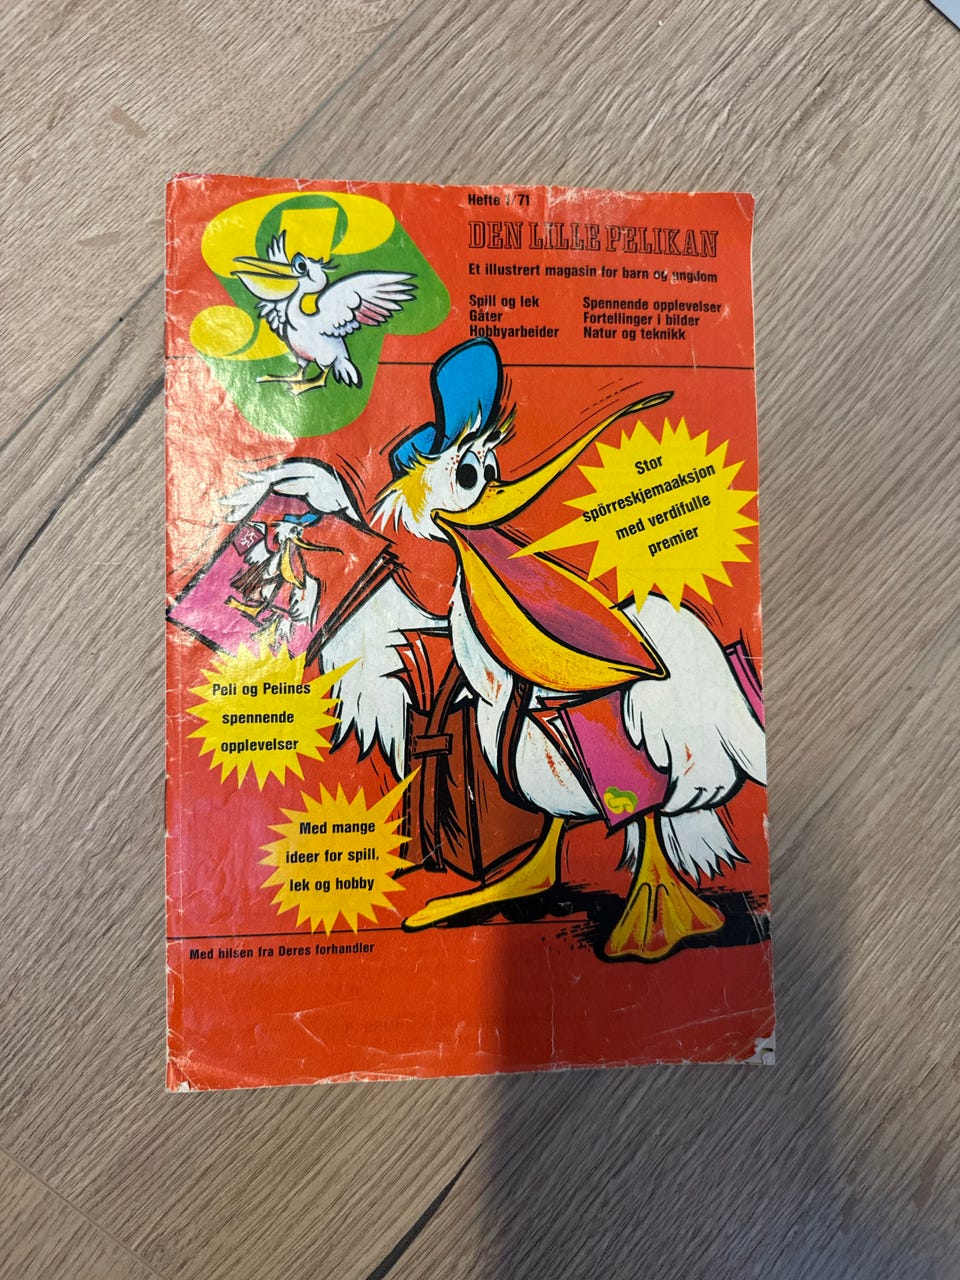 Hefte 1/71
DEN LILLE PELIKAN
Et illustrert magasin for barn og ungdom
Spill og lek
Gåter
Hobbyarbeider
Spennende opplevelser
Fortellinger i bilder
Natur og teknikk
Stor
spörreskjemaaksjon
med verdifulle
premier
Peli og Pelines
spennende
opplevelser
Med mange
ideer for spill,
lek og hobby
Med hilsen fra Deres forhandler